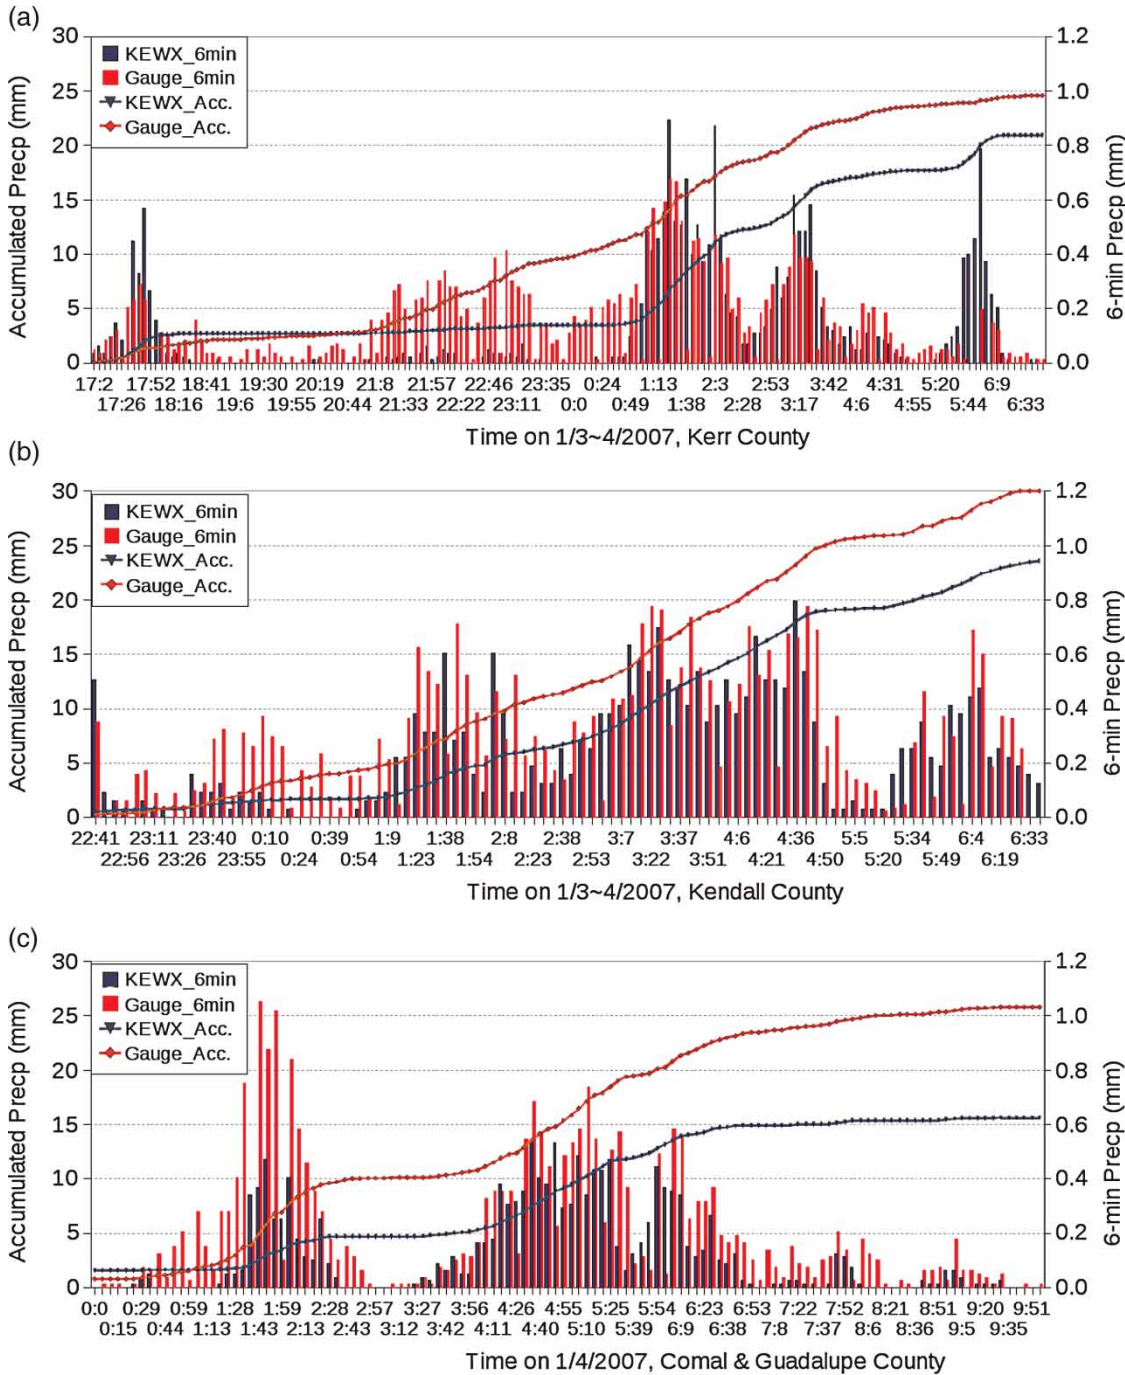 (a)
30
25
20
15
10
5
0
Accumulated Precp (mm)
KEWX_6min
Gauge_6min
KEWX_Acc.
Gauge_Acc.
1.2
1.0
0.8
0.6
0.4
0.2
0.0
6-min Precp (mm)
17:2 17:52 18:41 19:30 20:19 21:8 21:57 22:46 23:35 0:24 1:13 2:3 2:53 3:42 4:31 5:20 6:9
17:26 18:16 19:6 19:55 20:44 21:33 22:22 23:11 0:0 0:49 1:38 2:28 3:17 4:6 4:55 5:44 6:33
Time on 1/3~4/2007, Kerr County
(b)
30
25
20
15
10
5
0
Accumulated Precp (mm)
KEWX_6min
Gauge_6min
KEWX_Acc.
Gauge_Acc.
1.2
1.0
0.8
0.6
0.4
0.2
0.0
6-min Precp (mm)
22:41 23:11 23:40 0:10 0:39 1:9 1:38 2:8 2:38 3:7 3:37 4:6 4:36 5:5 5:34 6:4 6:33
22:56 23:26 23:55 0:24 0:54 1:23 1:54 2:23 2:53 3:22 3:51 4:21 4:50 5:20 5:49 6:19
Time on 1/3~4/2007, Kendall County
(c)
30
25
20
15
10
5
0
Accumulated Precp (mm)
KEWX_6min
Gauge_6min
KEWX_Acc.
Gauge_Acc.
1.2
1.0
0.8
0.6
0.4
0.2
0.0
6-min Precp (mm)
0:0 0:29 0:59 1:28 1:59 2:28 2:57 3:27 3:56 4:26 4:55 5:25 5:54 6:23 6:53 7:22 7:52 8:21 8:51 9:20 9:51
0:15 0:44 1:13 1:43 2:13 2:43 3:12 3:42 4:11 4:40 5:10 5:39 6:9 6:38 7:8 7:37 8:6 8:36 9:5 9:35
Time on 1/4/2007, Comal & Guadalupe County